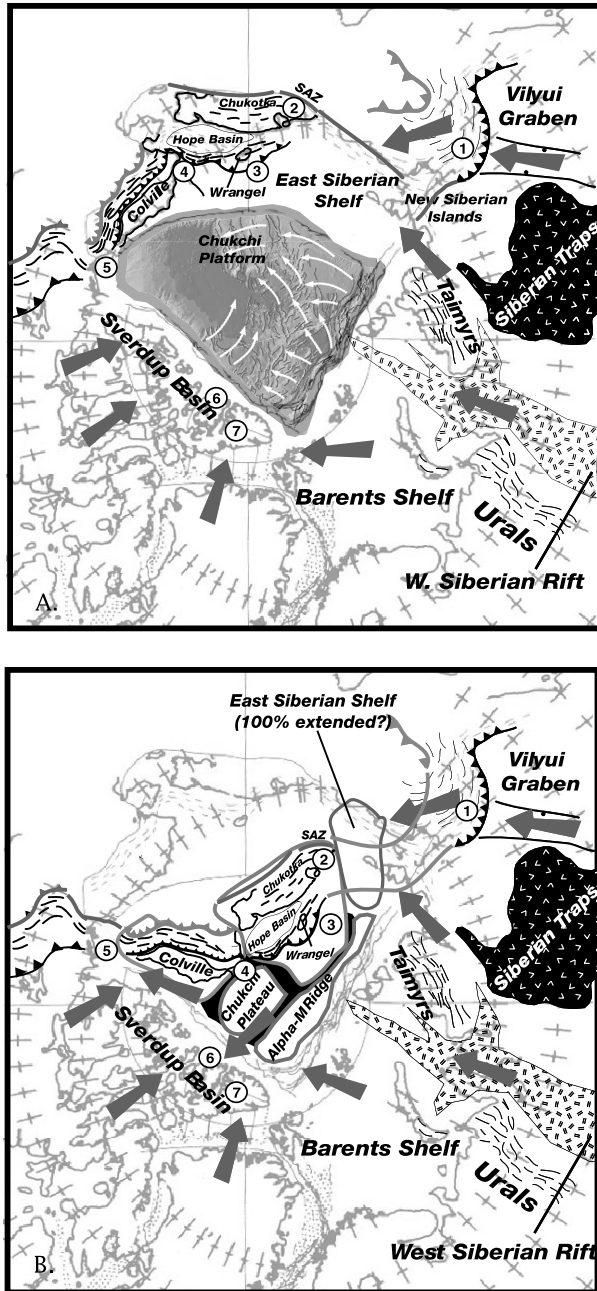 SAZ
Chukotka
2
Vilyui
Graben
1
Hope Basin
4
3
Wrangel
East Siberian
Shelf
Colville
New Siberian
Islands
Chukchi
Platform
Siberian Traps
5
Taimyrs
Sverdup Basin
6
7
Barents Shelf
Urals
W. Siberian Rift
A.
East Siberian Shelf
(100% extended?)
Vilyui
Graben
1
SAZ
Chukotka
2
Hope Basin
3
Wrangel
5
Colville
4
Chukchi
Plateau
Alpha-MRidge
Siberian Traps
Taimyrs
Sverdup Basin
6
7
Barents Shelf
Urals
West Siberian Rift
B.